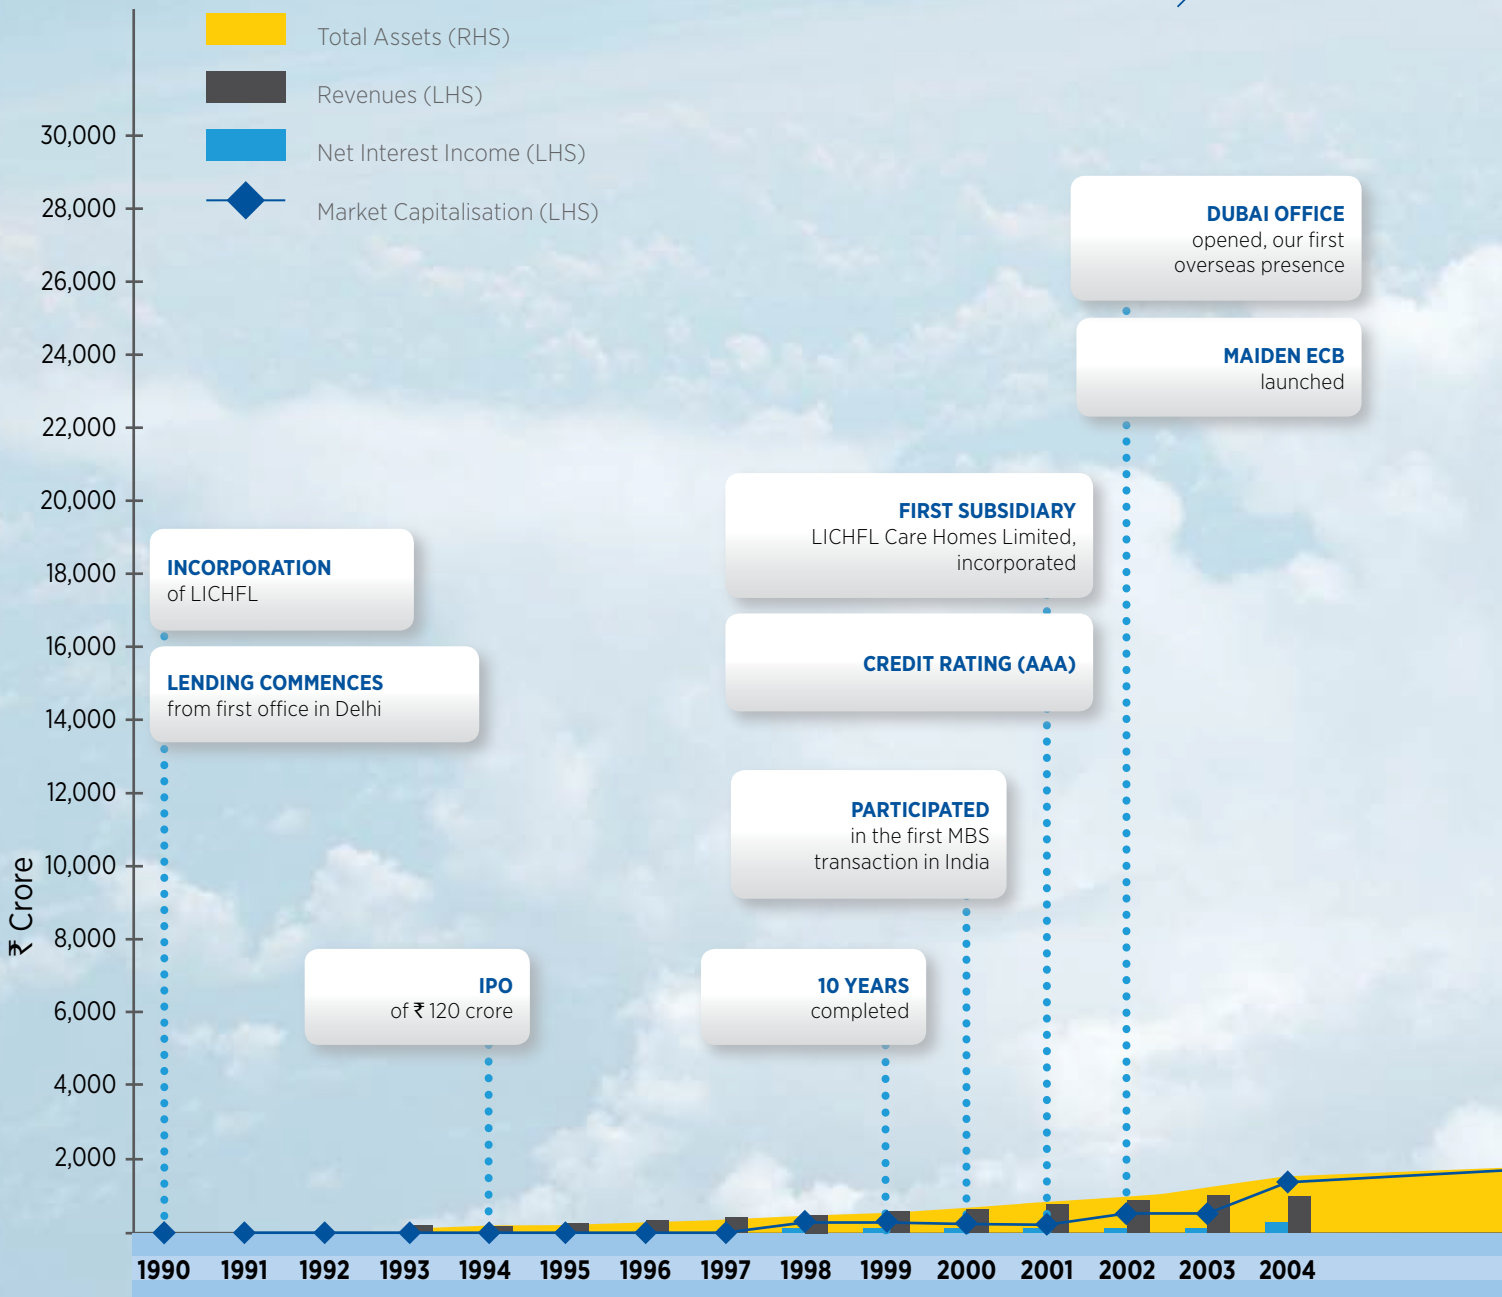 Total Assets (RHS)
Revenues (LHS)
Net Interest Income (LHS)
Market Capitalisation (LHS)
₹ Crore
30,000
28,000
26,000
24,000
22,000
20,000
18,000
16,000
14,000
12,000
10,000
8,000
6,000
4,000
2,000
INCORPORATION
of LICHFL
LENDING COMMENCES
from first office in Delhi
IPO
of ₹ 120 crore
10 YEARS
completed
PARTICIPATED
in the first MBS
transaction in India
FIRST SUBSIDIARY
LICHFL Care Homes Limited,
incorporated
CREDIT RATING (AAA)
DUBAI OFFICE
opened, our first
overseas presence
MAIDEN ECB
launched
1990 1991 1992 1993 1994 1995 1996 1997 1998 1999 2000 2001 2002 2003 2004